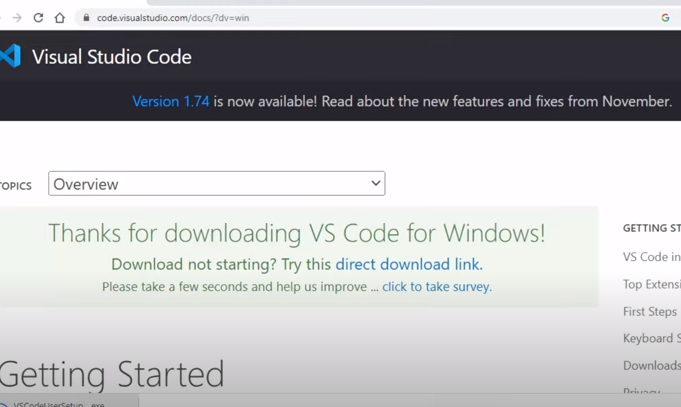 code.visualstudio.com/docs/?dv=win
Visual Studio Code
Version 1.74 is now available! Read about the new features and fixes from November.
TOPICS
Overview
Thanks for downloading VS Code for Windows!
Download not starting? Try this direct download link.
Please take a few seconds and help us improve ... click to take survey.
GETTING ST
VS Code in
Top Extensi
First Steps
Keyboard S
Downloads
Privacy
Getting Started
VSCodeUserSetup....exe